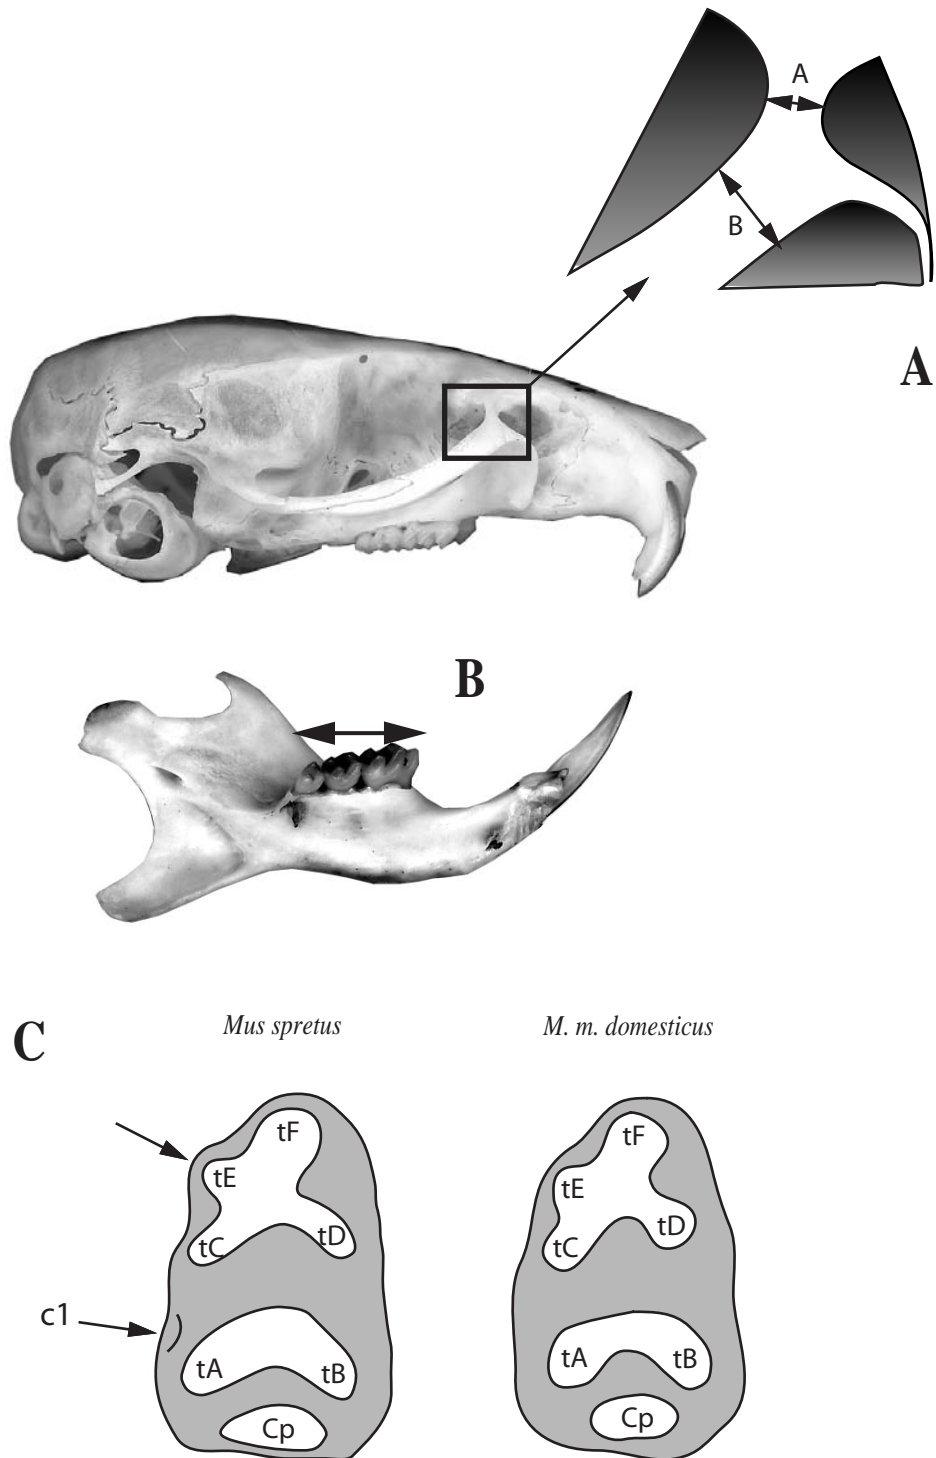 A
B
A
B
C
Mus spretus
M. m. domesticus
tF
tE
tD
tC
c1
tA
tB
Cp
tF
tE
tD
tC
tA
tB
Cp